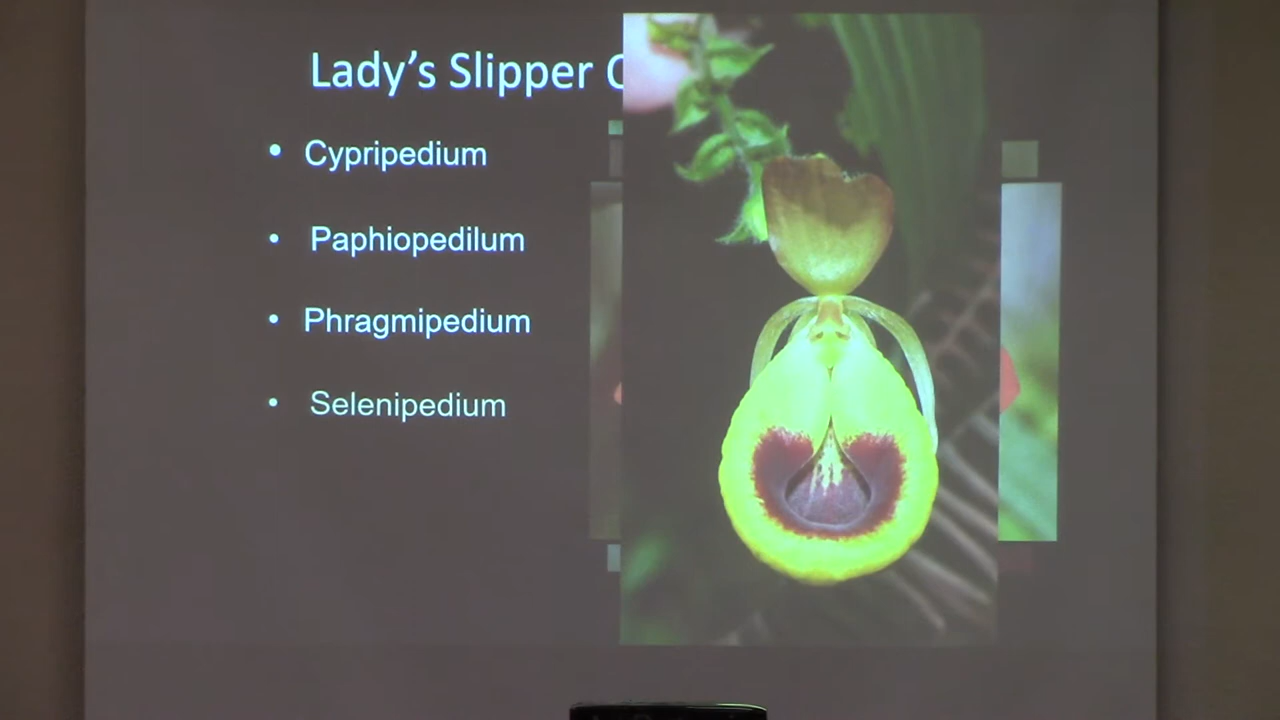 Lady's Slipper
• Cypripedium
• Paphiopedilum
• Phragmipedium
• Selenipedium